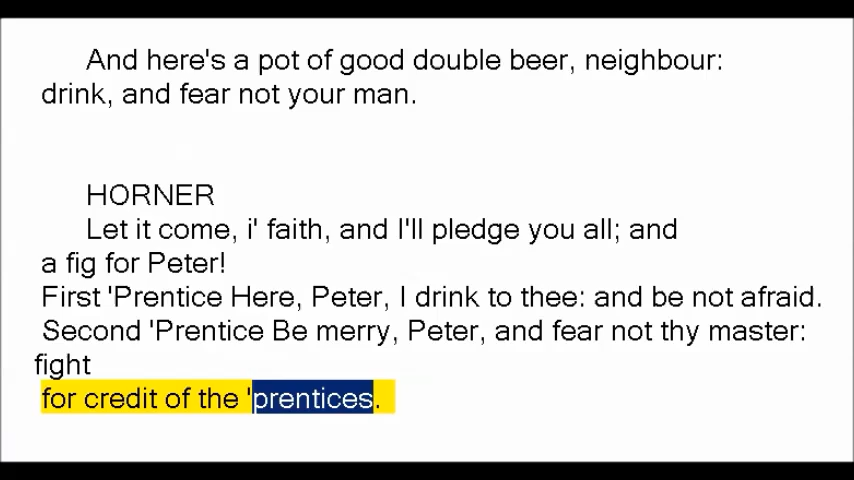 And here's a pot of good double beer, neighbour:
drink, and fear not your man.
HORNER
Let it come, i' faith, and I'll pledge you all; and
a fig for Peter!
First 'Prentice Here, Peter, I drink to thee: and be not afraid.
Second 'Prentice Be merry, Peter, and fear not thy master:
fight
for credit of the 'prentices.